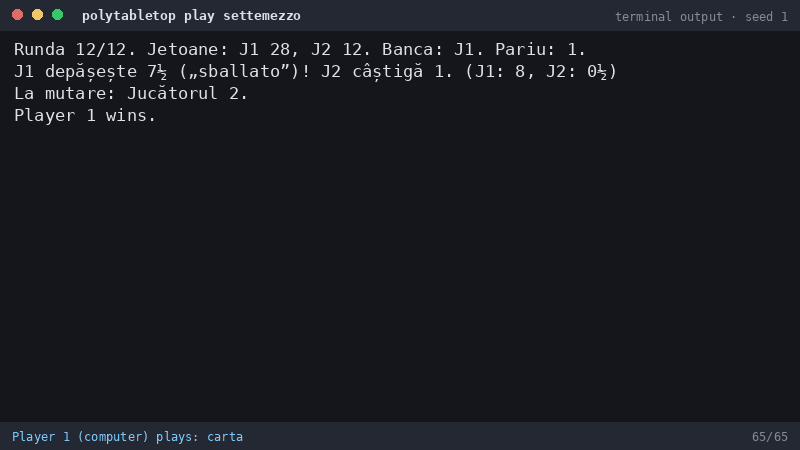 polytabletop play settemezzo
terminal output · seed 1
Runda 12/12. Jetoane: J1 28, J2 12. Banca: J1. Pariu: 1.
J1 depășește 7½ („sballato”)! J2 câștigă 1. (J1: 8, J2: 0½)
La mutare: Jucătorul 2.
Player 1 wins.
Player 1 (computer) plays: carta
65/65